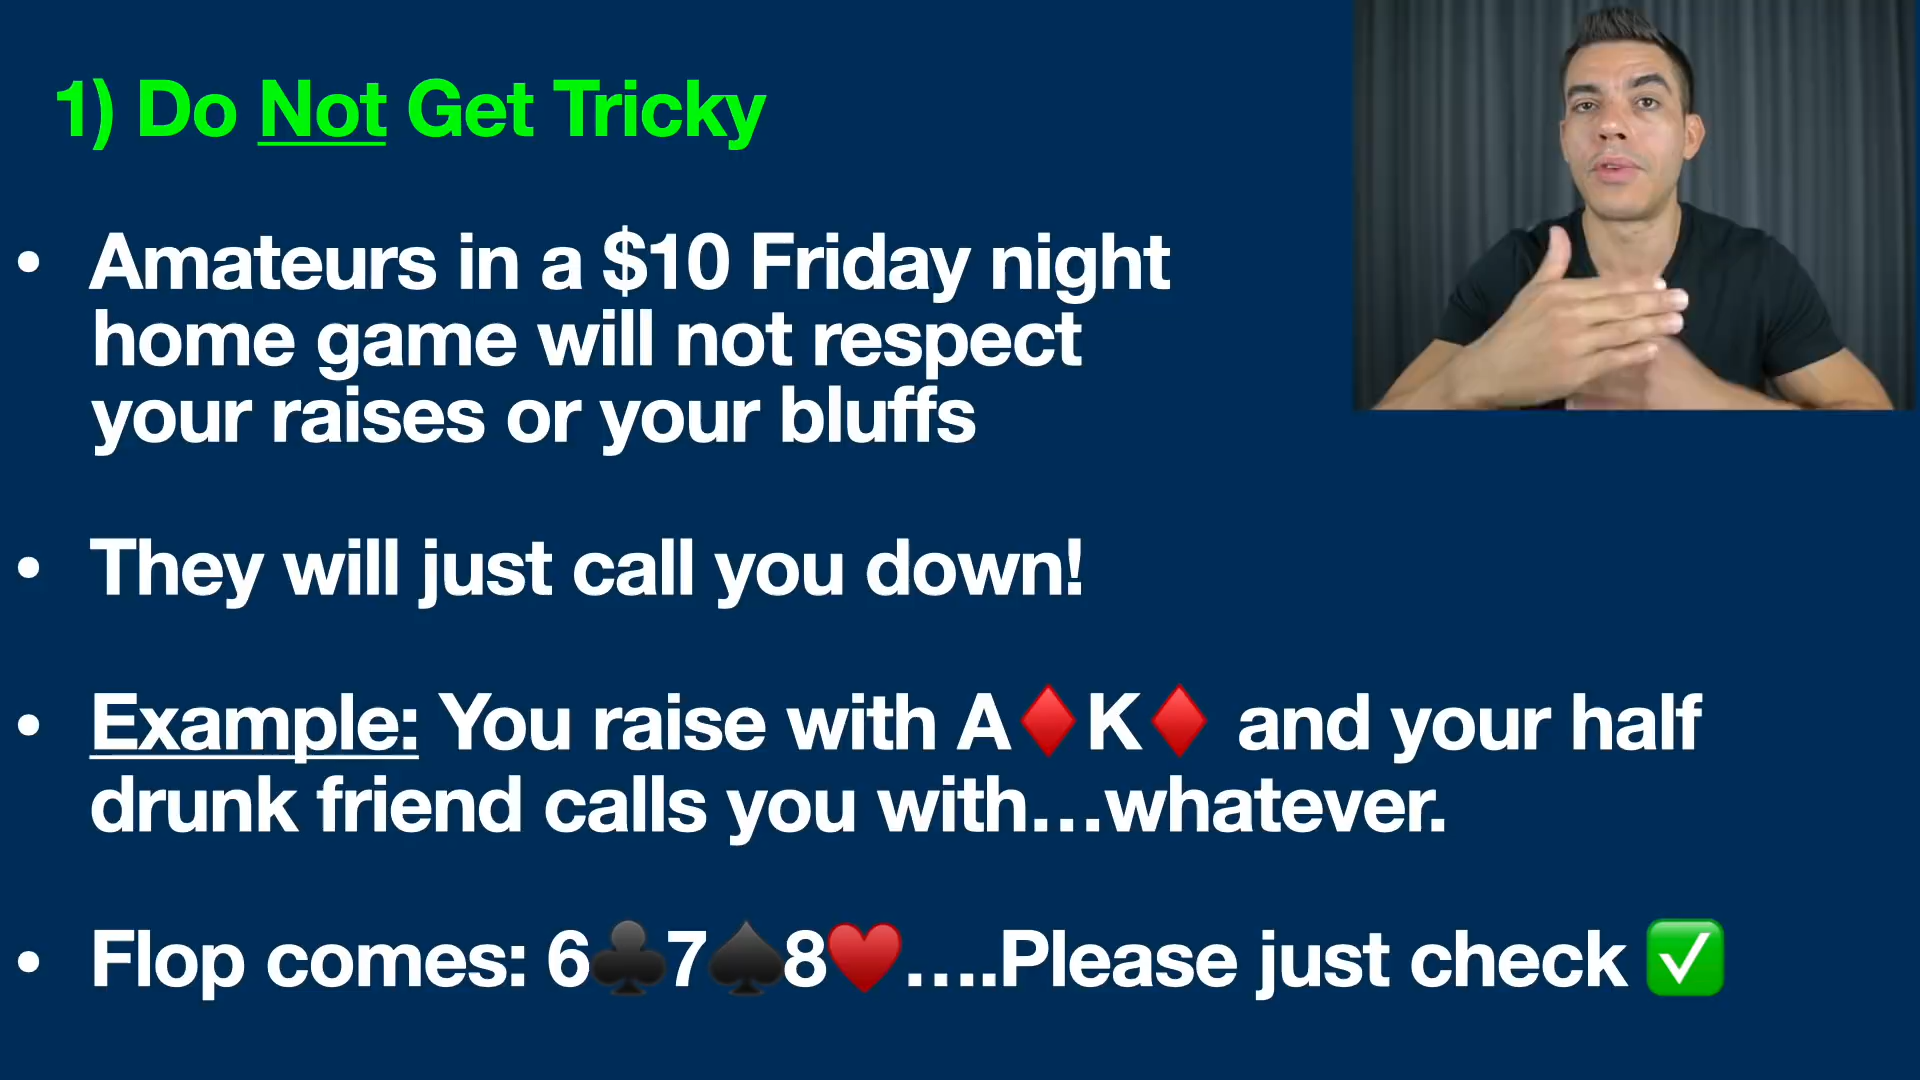 1) Do Not Get Tricky
• Amateurs in a $10 Friday night
home game will not respect
your raises or your bluffs
• They will just call you down!
• Example: You raise with A♦️K♦️ and your half
drunk friend calls you with…whatever.
• Flop comes: 6♣️7♠️8♥️….Please just check ✅